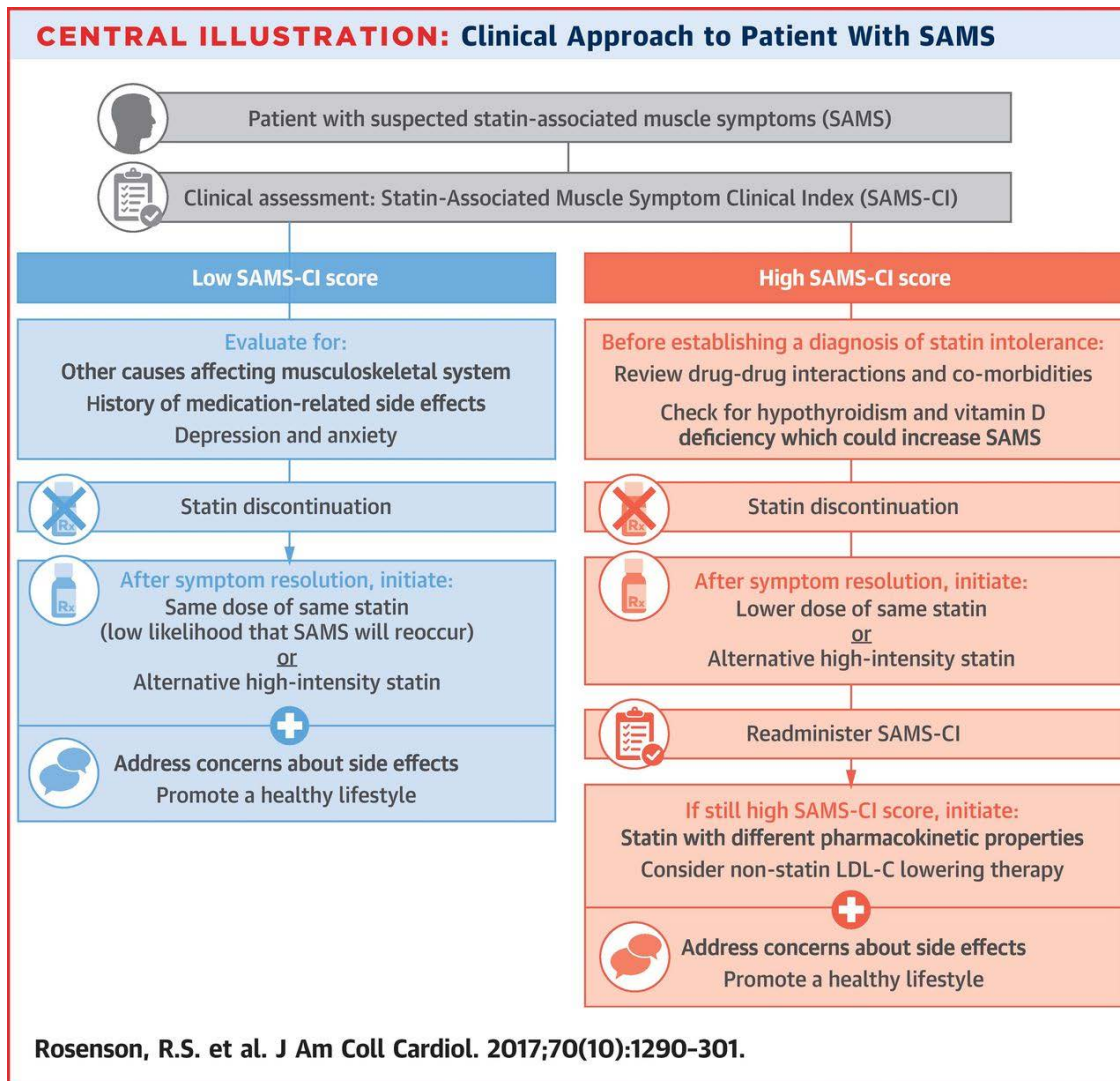 CENTRAL ILLUSTRATION: Clinical Approach to Patient With SAMS
Patient with suspected statin-associated muscle symptoms (SAMS)
Clinical assessment: Statin-Associated Muscle Symptom Clinical Index (SAMS-CI)
Low SAMS-CI score
Evaluate for:
Other causes affecting musculoskeletal system
History of medication-related side effects
Depression and anxiety
Rx
Statin discontinuation
Rx
After symptom resolution, initiate:
Same dose of same statin
(low likelihood that SAMS will reoccur)
or
Alternative high-intensity statin
Address concerns about side effects
Promote a healthy lifestyle
High SAMS-CI score
Before establishing a diagnosis of statin intolerance:
Review drug-drug interactions and co-morbidities
Check for hypothyroidism and vitamin D
deficiency which could increase SAMS
Rx
Statin discontinuation
Rx
After symptom resolution, initiate:
Lower dose of same statin
or
Alternative high-intensity statin
Readminister SAMS-CI
If still high SAMS-CI score, initiate:
Statin with different pharmacokinetic properties
Consider non-statin LDL-C lowering therapy
Address concerns about side effects
Promote a healthy lifestyle
Rosenson, R.S. et al. J Am Coll Cardiol. 2017;70(10):1290–301.